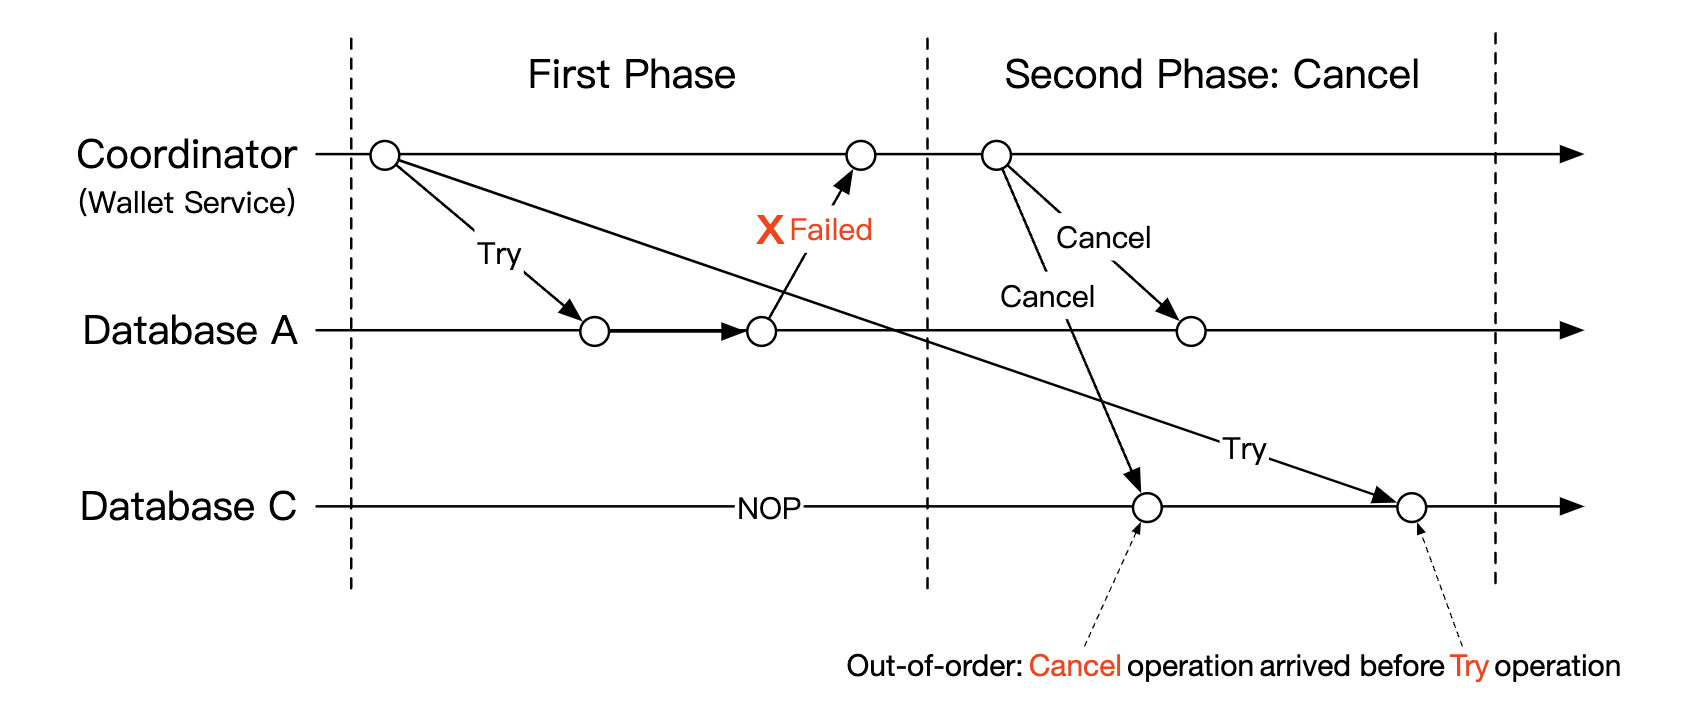 First Phase
Second Phase: Cancel
Coordinator
(Wallet Service)
X Failed
Try
Cancel
Cancel
Database A
Try
Database C
NOP
Out-of-order: Cancel operation arrived before Try operation